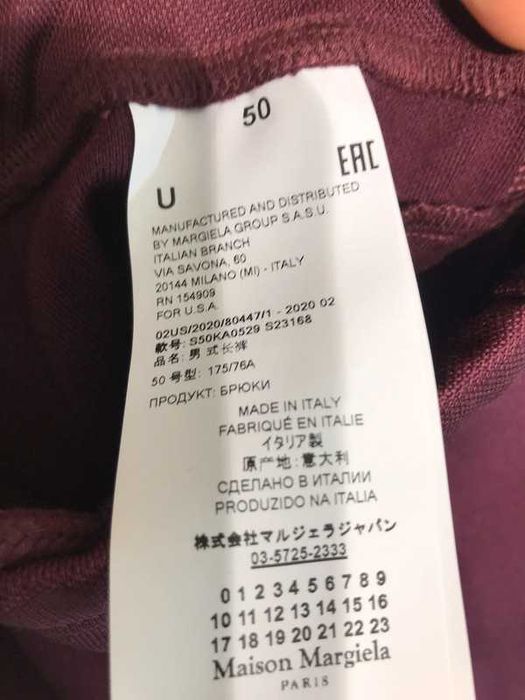 50
U
EAC
MANUFACTURED AND DISTRIBUTED
BY MARGIELA GROUP S.A.S.U.
ITALIAN BRANCH
VIA SAVONA, 60
20144 MILANO (MI) - ITALY
RN 154909
FOR U.S.A.
02US/2020/80447/1 - 2020 02
款号: S50KA0529 S23168
品名: 男 式长裤
50 号型: 175/76A
ПРОДУКТ: БРЮКИ
MADE IN ITALY
FABRIQUÉ EN ITALIE
イタリア製
原产地:意大利
СДЕЛАНО В ИТАЛИИ
PRODUZIDO NA ITALIA
株式会社マルジェラジャパン
03-5725-2333
0 1 2 3 4 5 6 7 8 9
10 11 12 13 14 15 16
17 18 19 20 21 22 23
Maison Margiela
PARIS